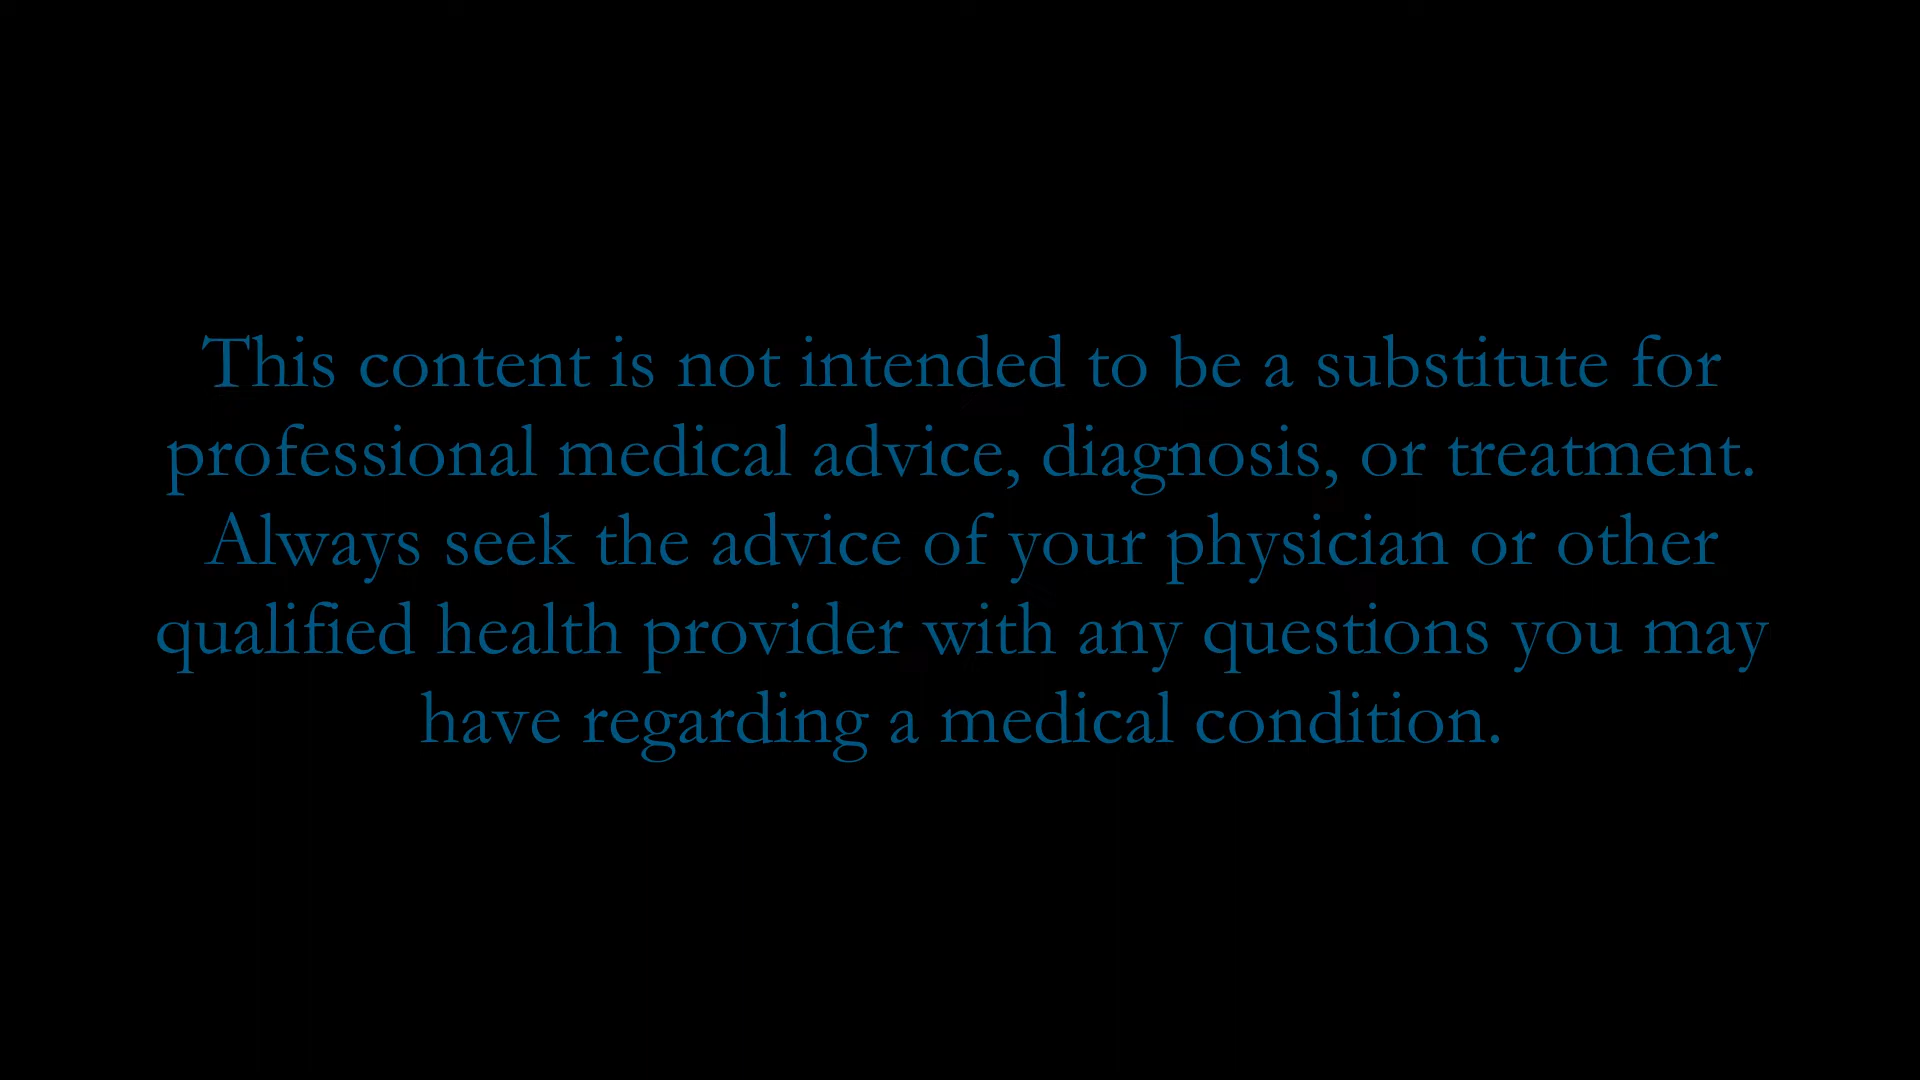 This content is not intended to be a substitute for
professional medical advice, diagnosis, or treatment.
Always seek the advice of your physician or other
qualified health provider with any questions you may
have regarding a medical condition.